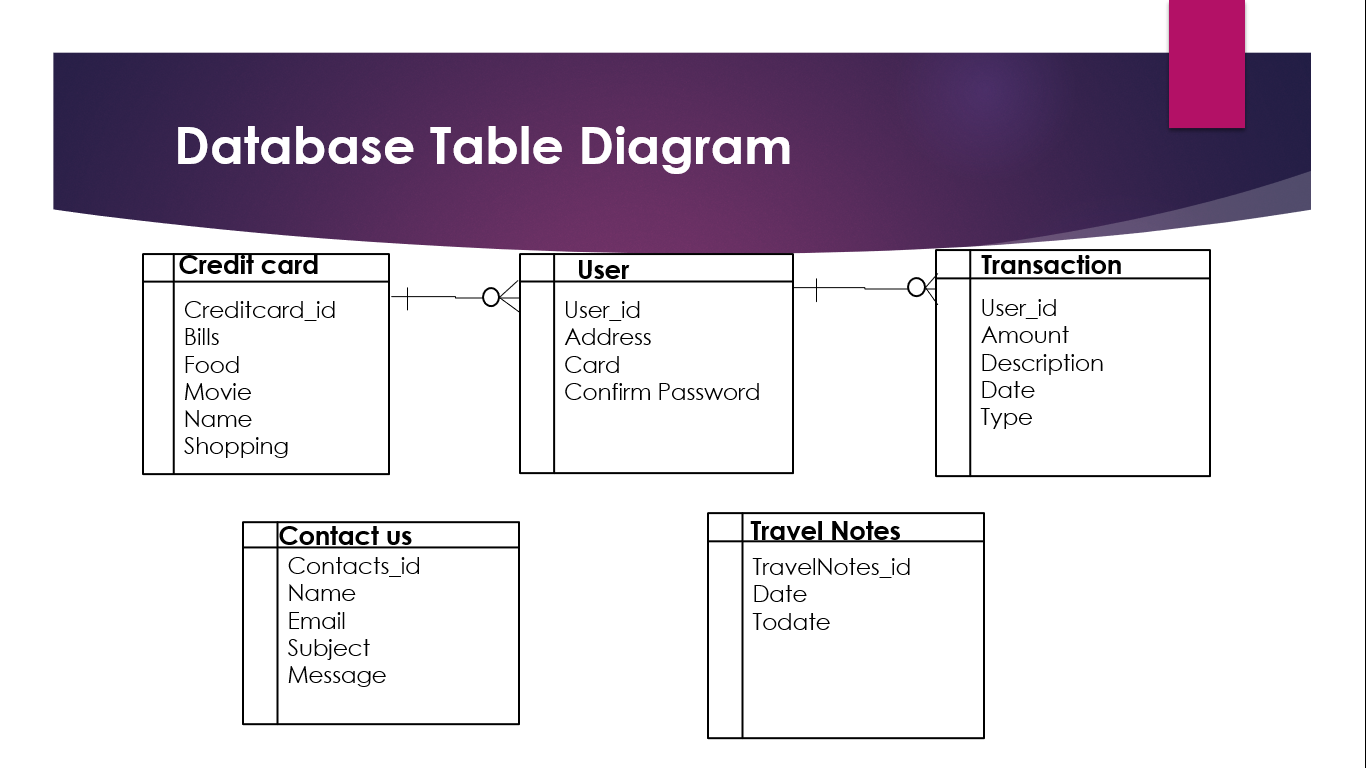 Database Table Diagram
Credit card
Creditcard_id
Bills
Food
Movie
Name
Shopping
User
User_id
Address
Card
Confirm Password
Transaction
User_id
Amount
Description
Date
Type
Contact us
Contacts_id
Name
Email
Subject
Message
Travel Notes
TravelNotes_id
Date
Todate